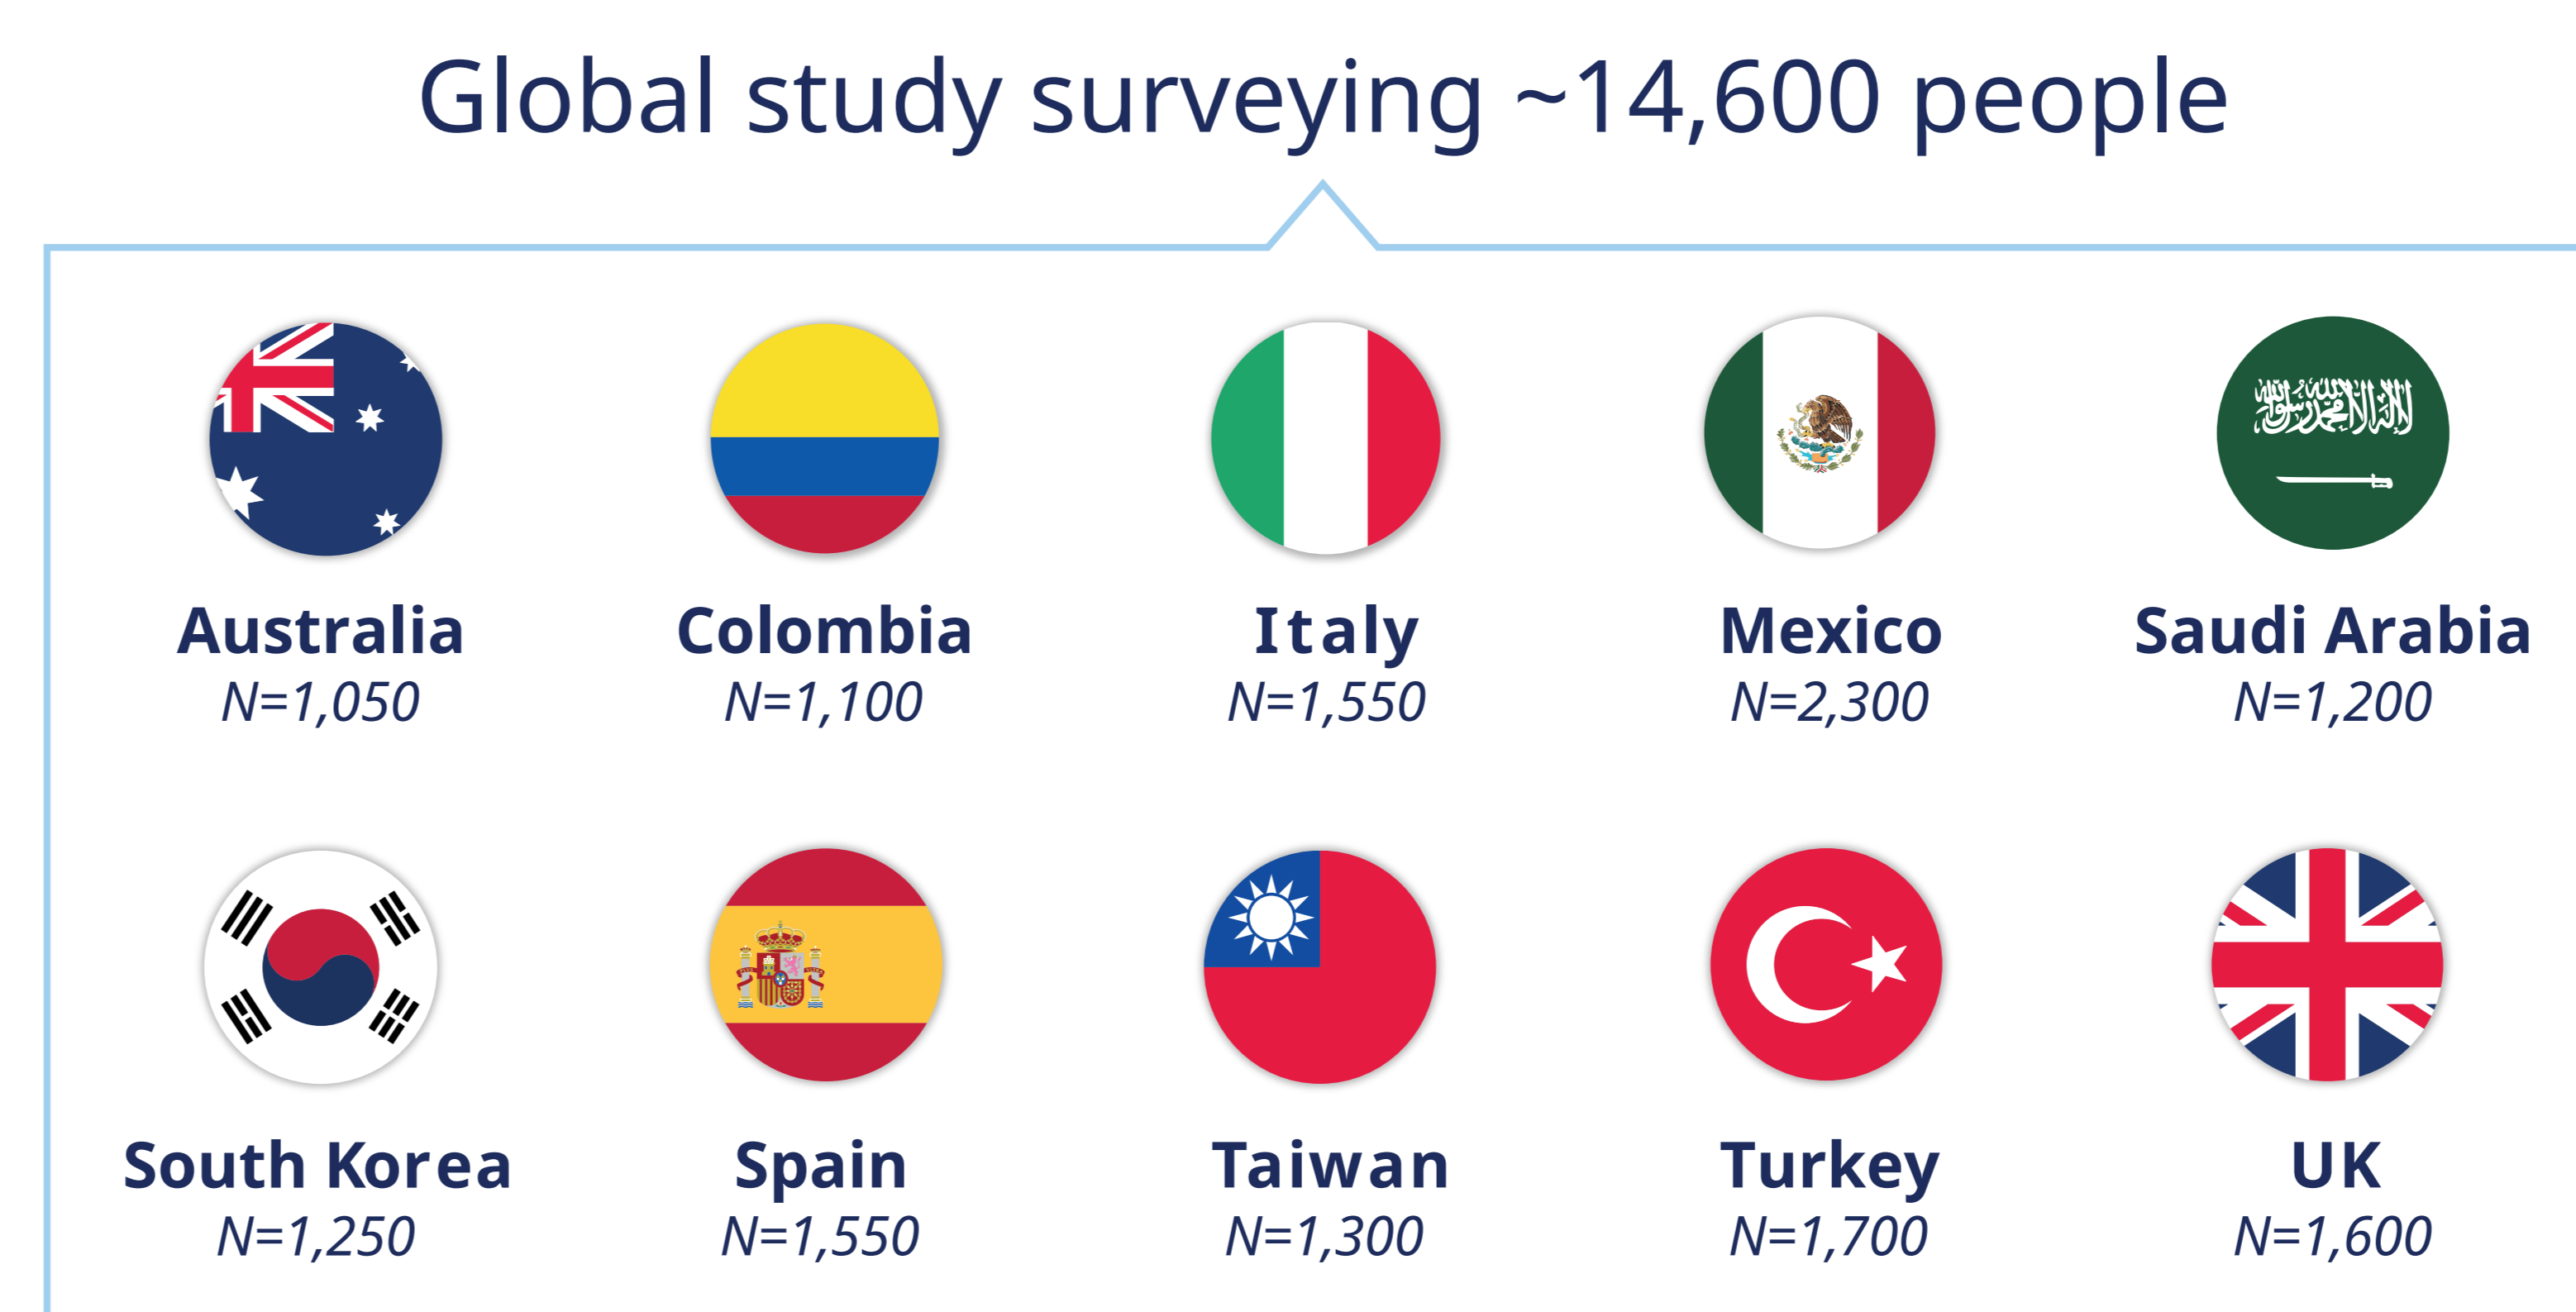 Global study surveying ~14,600 people
Australia
N=1,050
Colombia
N=1,100
Italy
N=1,550
Mexico
N=2,300
Saudi Arabia
N=1,200
South Korea
N=1,250
Spain
N=1,550
Taiwan
N=1,300
Turkey
N=1,700
UK
N=1,600